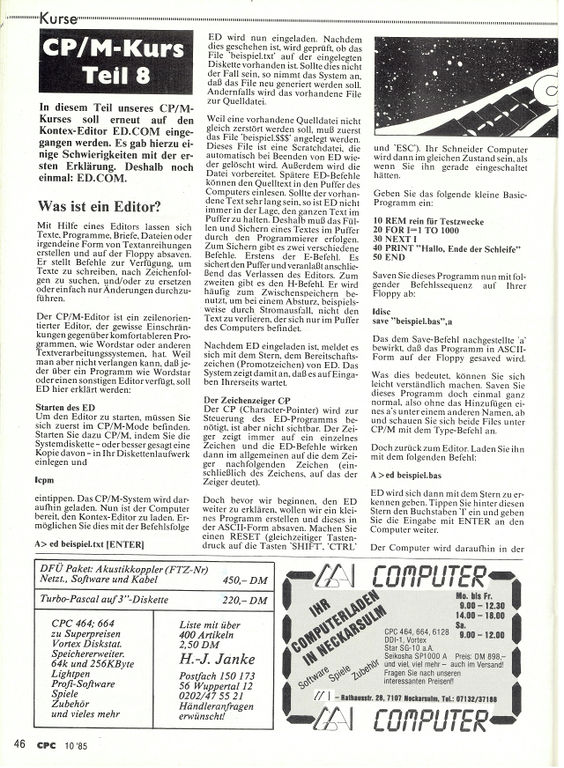 Kurse
CP/M-Kurs
Teil 8
In diesem Teil unseres CP/M-
Kurses soll erneut auf den
Kontex-Editor ED.COM einge-
gangen werden. Es gab hierzu ei-
nige Schwierigkeiten mit der er-
sten Erklärung. Deshalb noch
einmal: ED.COM.
Was ist ein Editor?
Mit Hilfe eines Editors lassen sich
Texte, Programme, Briefe, Dateien oder
irgendeine Form von Textanreihungen
erstellen und auf der Floppy absaven.
Er stellt Befehle zur Verfügung, um
Texte zu schreiben, nach Zeichenfol-
gen zu suchen, und/oder zu ersetzen
oder einfach nur Änderungen durchzu-
führen.
Der CP/M-Editor ist ein zeilenorien-
tierter Editor, der gewisse Einschrän-
kungen gegenüber komfortableren Pro-
grammen, wie Wordstar oder anderen
Textverarbeitungssystemen, hat. Weil
man aber nicht verlangen kann, daß je-
der über ein Programm wie Wordstar
oder einen sonstigen Editor verfügt, soll
ED hier erklärt werden:
Starten des ED
Um den Editor zu starten, müssen Sie
sich zuerst im CP/M-Mode befinden.
Starten Sie dazu CP/M, indem Sie die
Systemdiskette – oder besser gesagt eine
Kopie davon – in Ihr Diskettenlaufwerk
einlegen und
Icpm
eintippen. Das CP/M-System wird dar-
aufhin geladen. Nun ist der Computer
bereit, den Kontex-Editor zu laden. Er-
möglichen Sie dies mit der Befehlsfolge
A> ed beispiel.txt [ENTER]
ED wird nun eingeladen. Nachdem
dies geschehen ist, wird geprüft, ob das
File 'beispiel.txt' auf der eingelegten
Diskette vorhanden ist. Sollte dies nicht
der Fall sein, so nimmt das System an,
daß das File neu generiert werden soll.
Andernfalls wird das vorhandene File
zur Quelldatei.
Weil eine vorhandene Quelldatei nicht
gleich zerstört werden soll, muß zuerst
das File 'beispiel.$$$' angelegt werden.
Dieses File ist eine Scratchdatei, die
automatisch bei Beenden von ED wie-
der gelöscht wird. Außerdem wird die
Datei vorbereitet. Spätere ED-Befehle
können den Quelltext in den Puffer des
Computers einlesen. Sollte der vorhan-
dene Text sehr lang sein, so ist ED nicht
immer in der Lage, den ganzen Text im
Puffer zu halten. Deshalb muß das Fül-
len und Sichern eines Textes im Puffer
durch den Programmierer erfolgen.
Zum Sichern gibt es zwei verschiedene
Befehle. Erstens der E-Befehl. Es
sichert den Puffer und veranlaßt anschlie-
ßend das Verlassen des Editors. Zum
zweiten gibt es den H-Befehl. Er wird
häufig zum Zwischenspeichern be-
nutzt, um bei einem Absturz, beispiels-
weise durch Stromausfall, nicht den
Text zu verlieren, der sich nur im Puffer
des Computers befindet.
Nachdem ED eingeladen ist, meldet es
sich mit dem Stern, dem Bereitschafts-
zeichen (Promotzeichen) von ED. Das
System zeigt damit an, daß es auf Einga-
ben Ihrerseits wartet.
Der Zeichenzeiger CP
Der CP (Character-Pointer) wird zur
Steuerung des ED-Programms be-
nötigt, ist aber nicht sichtbar. Der Zei-
ger zeigt immer auf ein einzelnes
Zeichen und die ED-Befehle wirken
dann im allgemeinen auf die dem Zei-
ger nachfolgenden Zeichen (ein-
schließlich des Zeichens, auf das der
Zeiger deutet).
Doch bevor wir beginnen, den ED
weiter zu erklären, wollen wir ein klei-
nes Programm erstellen und dieses in
der ASCII-Form absaven. Machen Sie
einen RESET (gleichzeitiger Tasten-
druck auf die Tasten 'SHIFT', 'CTRL'
und 'ESC'). Ihr Schneider Computer
wird dann im gleichen Zustand sein, als
wenn Sie ihn gerade eingeschaltet
hätten.
Geben Sie das folgende kleine Basic-
Programm ein:
10 REM rein für Testzwecke
20 FOR I=1 TO 1000
30 NEXT I
40 PRINT "Hallo, Ende der Schleife"
50 END
Saven Sie dieses Programm nun mit fol-
gender Befehlssequenz auf Ihrer
Floppy ab:
Idisc
save "beispiel.bas",a
Das dem Save-Befehl nachgestellte 'a'
bewirkt, daß das Programm in ASCII-
Form auf der Floppy gesaved wird.
Was dies bedeutet, können Sie sich
leicht verständlich machen. Saven Sie
dieses Programm doch einmal ganz
normal, also ohne das Hinzufügen ei-
nes a's unter einem anderen Namen, ab
und schauen Sie sich beide Files unter
CP/M mit dem Type-Befehl an.
Doch zurück zum Editor. Laden Sie ihn
mit dem folgenden Befehl:
A > ed beispiel.bas
ED wird sich dann mit dem Stern zu er-
kennen geben. Tippen Sie hinter diesen
Stern den Buchstaben 'I' ein und geben
Sie die Eingabe mit ENTER an den
Computer weiter.
Der Computer wird daraufhin in der
DFÜ Paket: Akustikkoppler (FTZ-Nr)
Netzt., Software und Kabel 450,– DM
Turbo-Pascal auf 3"-Diskette 220,– DM
CPC 464; 664
zu Superpreisen
Vortex Diskstat.
Speichererweiter.
64k und 256KByte
Lightpen
Profi-Software
Spiele
Zubehör
und vieles mehr
Liste mit über
400 Artikeln
2,50 DM
H.-J. Janke
Postfach 150 173
56 Wuppertal 12
0202/47 55 21
Händleranfragen
erwünscht!
COMPUTER
IHR
COMPUTERLADEN
IN NECKARSULM
Software Spiele Zubehör
Mo. bis Fr.
9.00 – 12.30
14.00 – 18.00
Sa.
9.00 – 12.00
CPC 464, 664, 6128
DDI-1, Vortex
Star SG-10 a.A.
Seikosha SP1000 A Preis: DM 898,–
und viel, viel mehr – auch im Versand!
Fragen Sie nach unseren
interessanten Preisen!!
– Rathausstr. 28, 7107 Neckarsulm, Tel.: 07132/37188
COMPUTER
46 CPC 10'85